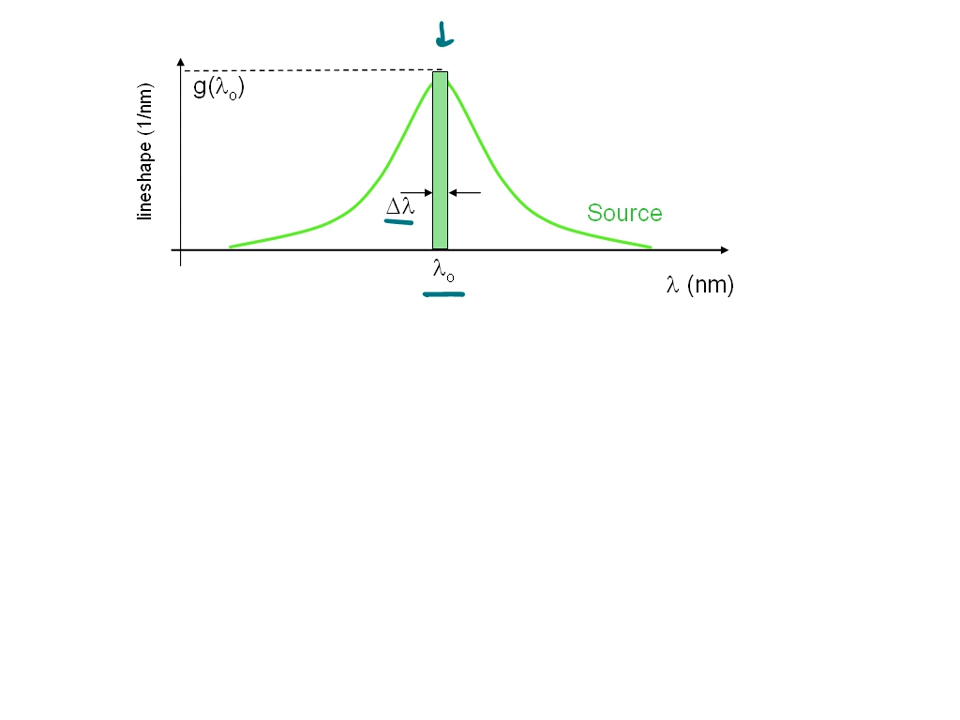 g(λo)
lineshape (1/nm)
Δλ
Source
λo
λ (nm)